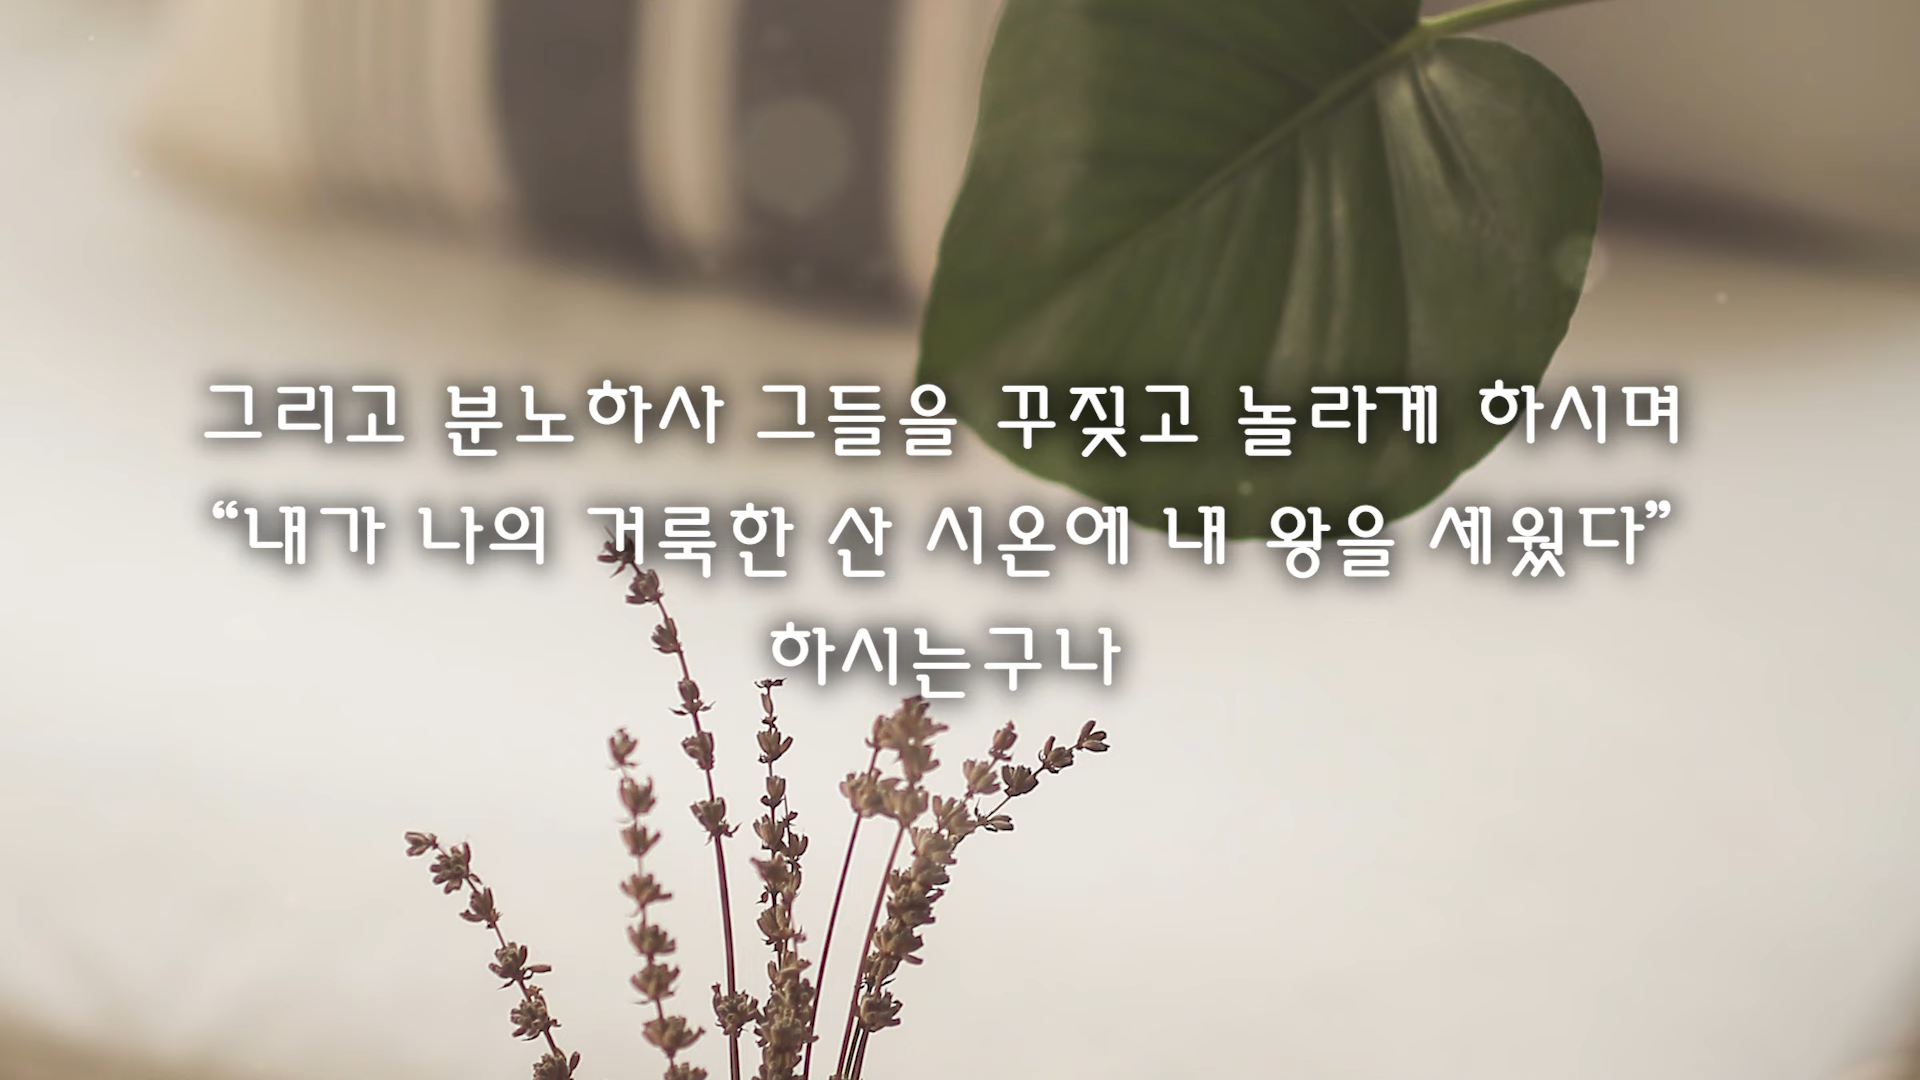 그리고 분노하사 그들을 꾸짖고 놀라게 하시며
“내가 나의 거룩한 산 시온에 내 왕을 세웠다”
하시는구나